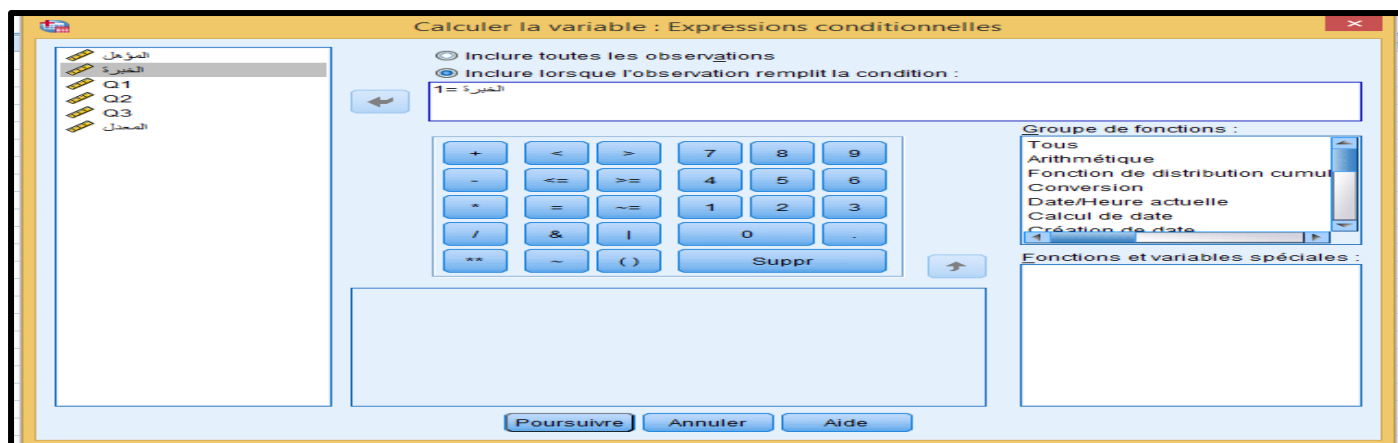 Calculer la variable : Expressions conditionnelles
المؤهل
الخبرة
Q1
Q2
Q3
المعدل
Inclure toutes les observations
Inclure lorsque l'observation remplit la condition :
الخبرة =1
+ < > 7 8 9
- <= >= 4 5 6
* = ~= 1 2 3
/ & | 0 .
** ~ ( ) Suppr
Groupe de fonctions :
Tous
Arithmétique
Fonction de distribution cumul
Conversion
Date/Heure actuelle
Calcul de date
Création de date
Fonctions et variables spéciales :
Poursuivre Annuler Aide